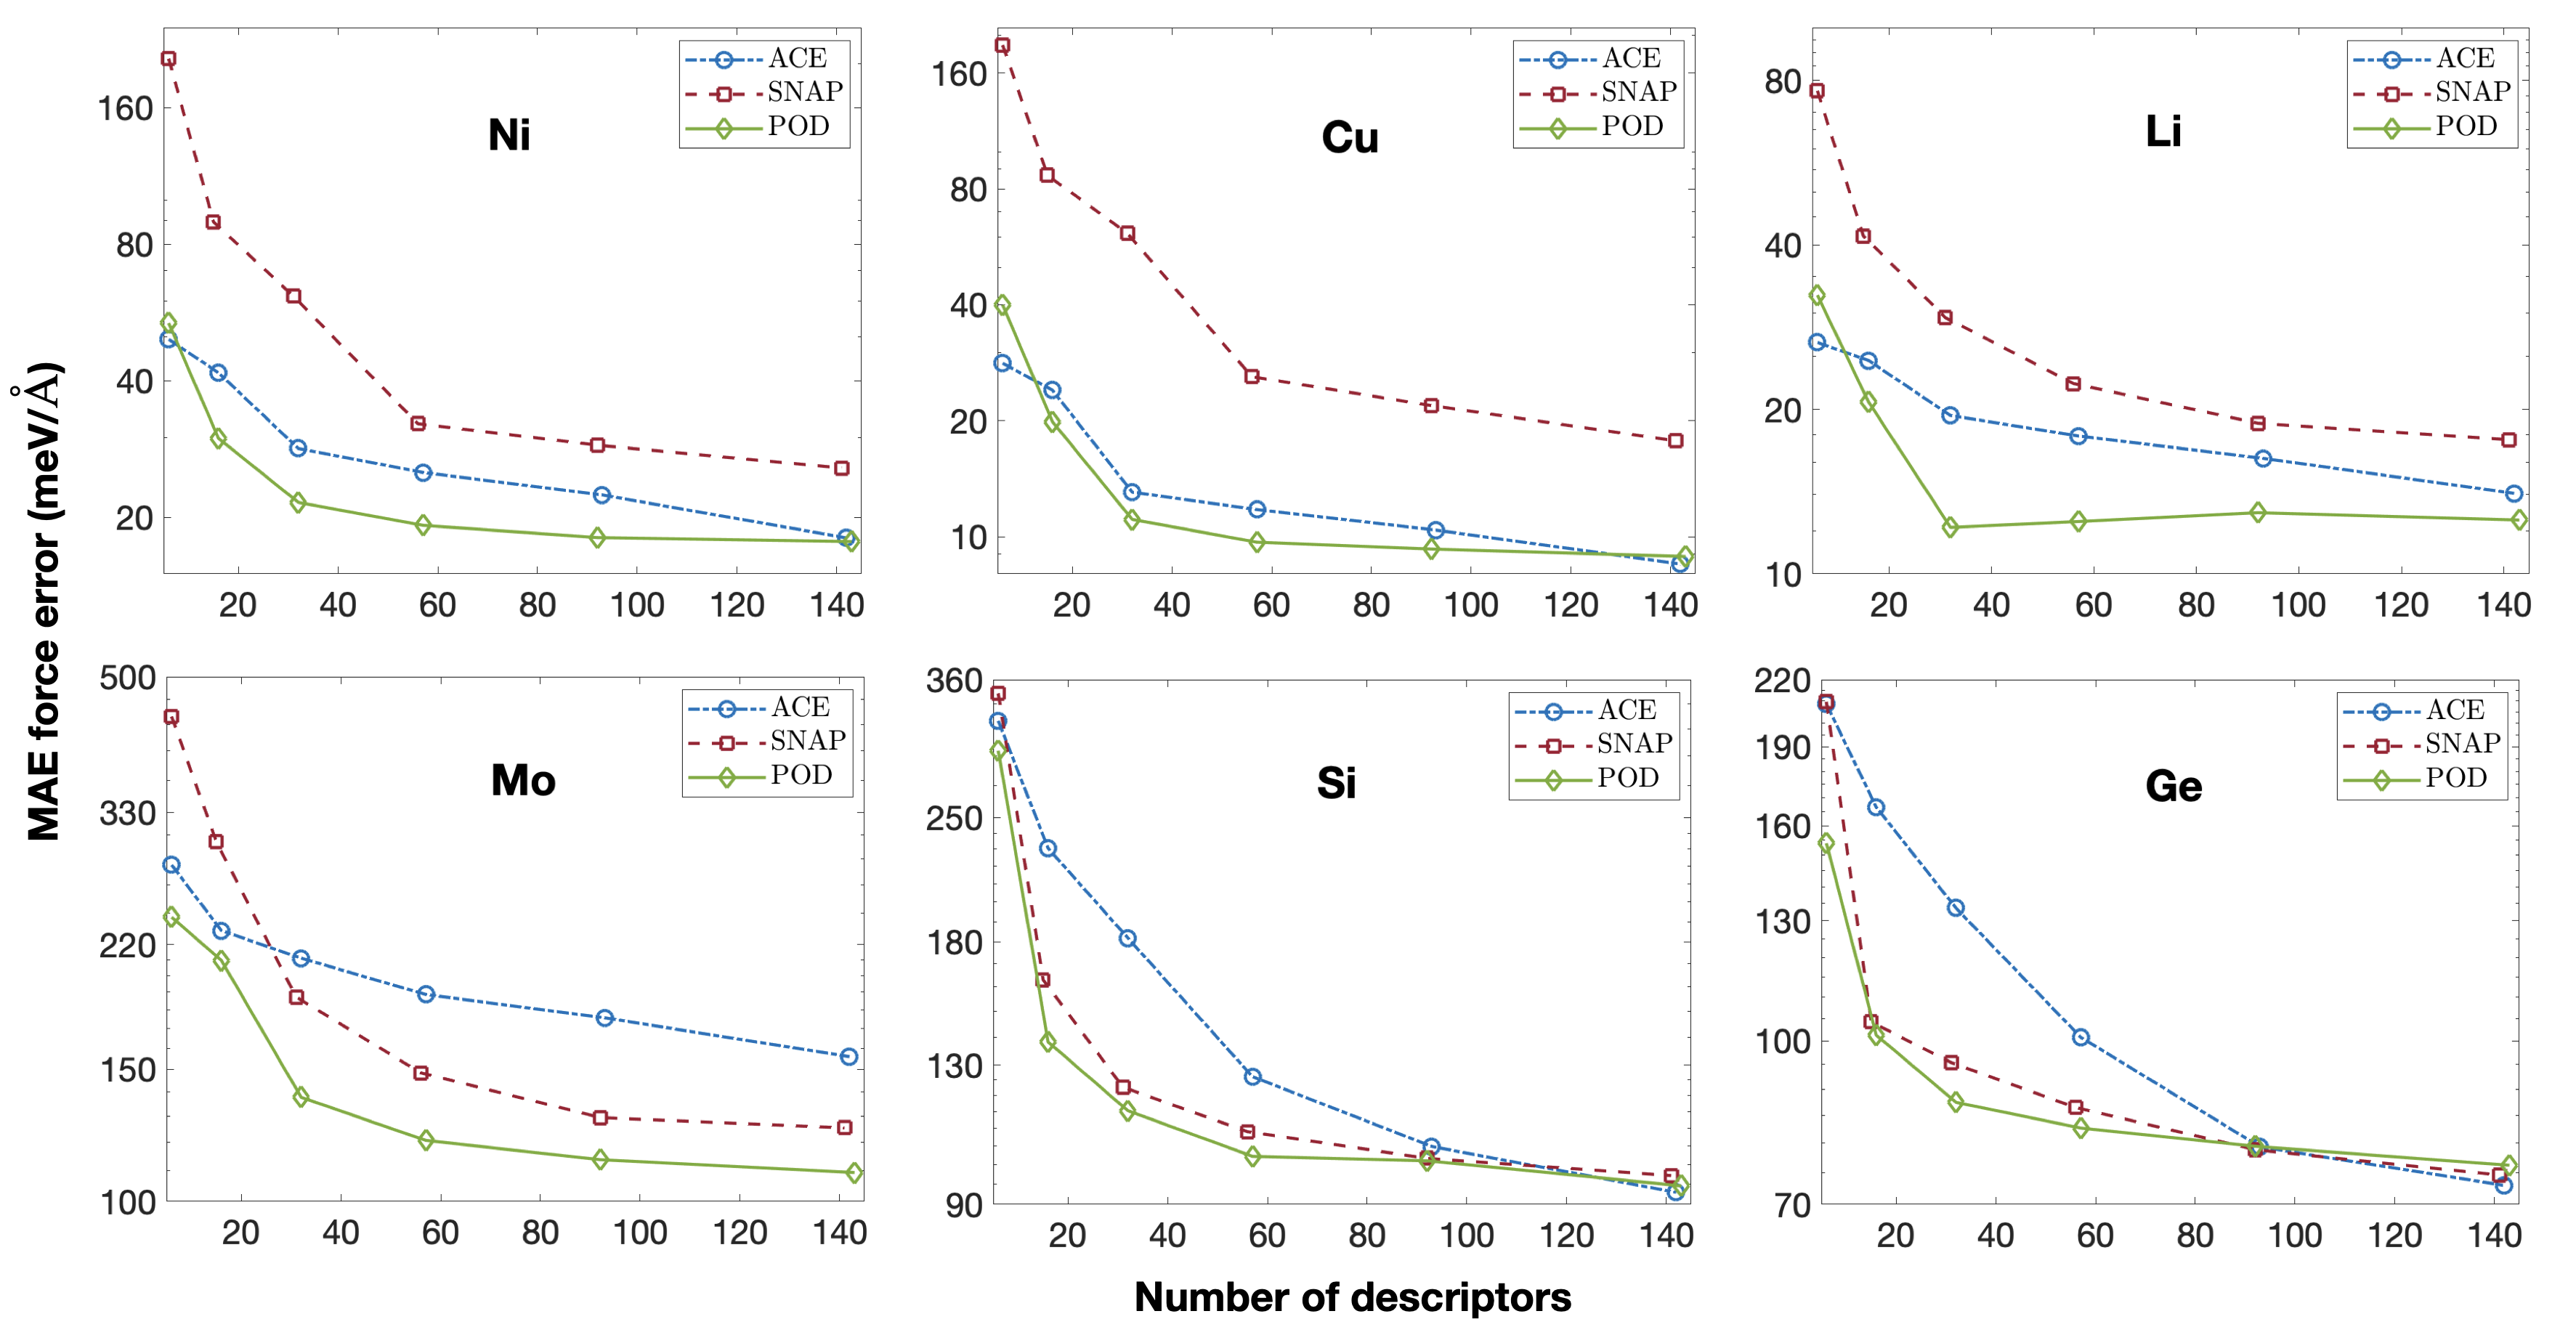 MAE force error (meV/Å)
ACE
SNAP
POD
Ni
160
80
40
20
20 40 60 80 100 120 140
ACE
SNAP
POD
Cu
160
80
40
20
10
20 40 60 80 100 120 140
ACE
SNAP
POD
Li
80
40
20
10
20 40 60 80 100 120 140
ACE
SNAP
POD
Mo
500
330
220
150
100
20 40 60 80 100 120 140
ACE
SNAP
POD
Si
360
250
180
130
90
20 40 60 80 100 120 140
ACE
SNAP
POD
Ge
220
190
160
130
100
70
20 40 60 80 100 120 140
Number of descriptors